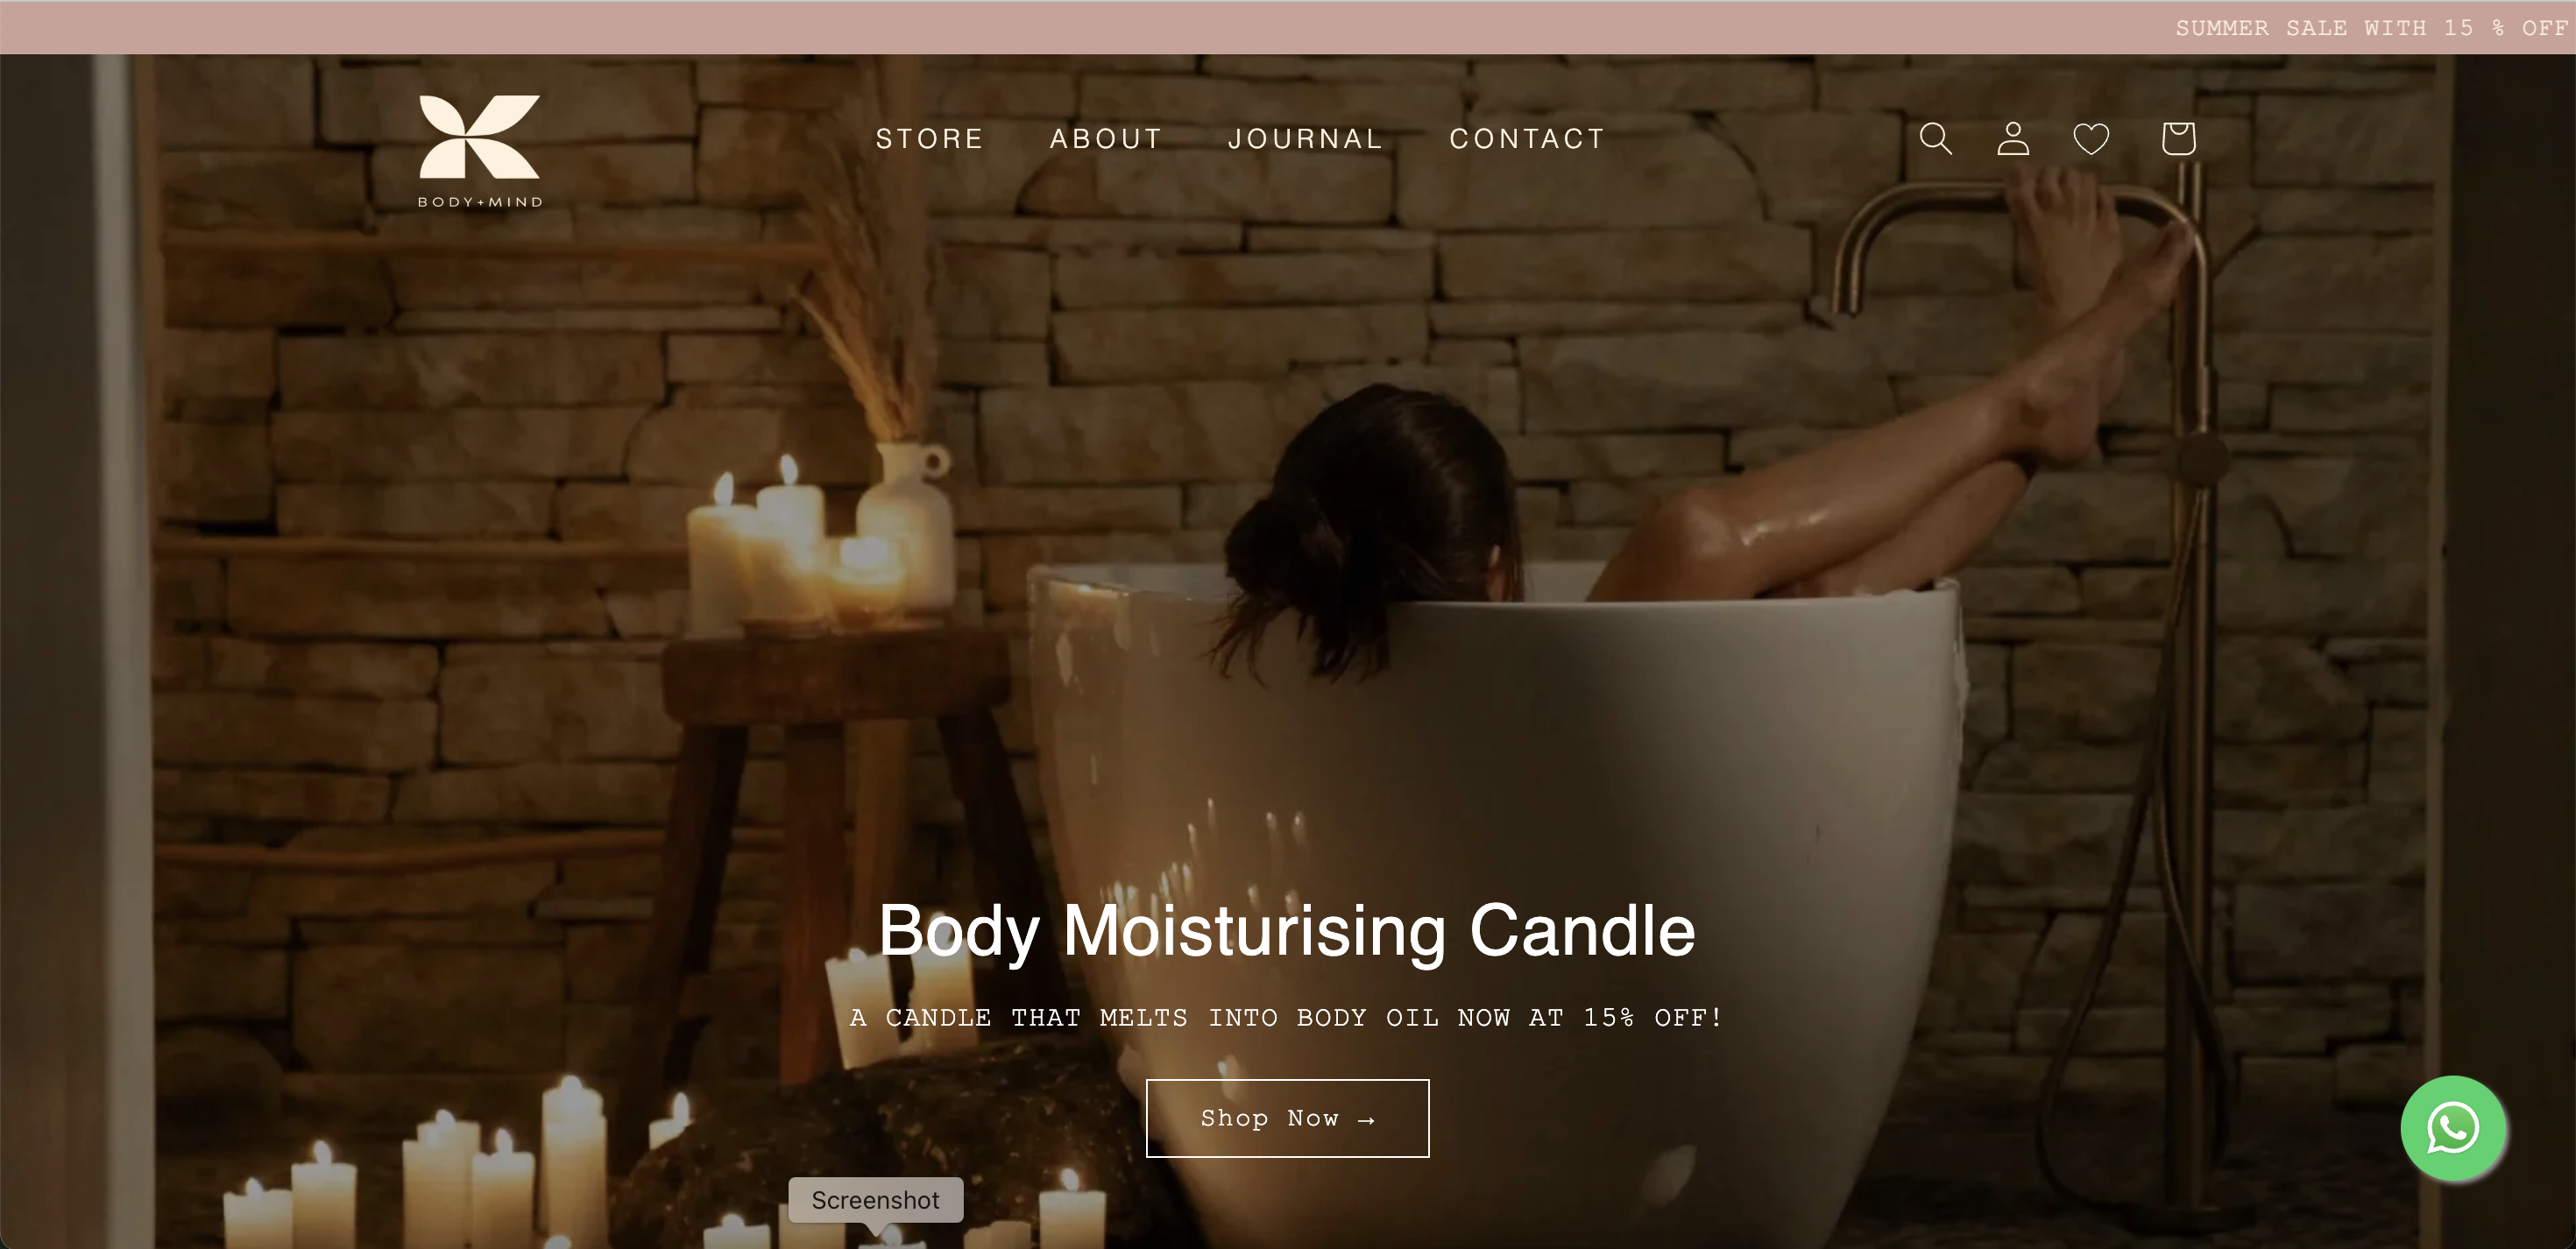 SUMMER SALE WITH 15 % OFF
BODY+MIND
STORE ABOUT JOURNAL CONTACT
Body Moisturising Candle
A CANDLE THAT MELTS INTO BODY OIL NOW AT 15% OFF!
Shop Now →
Screenshot